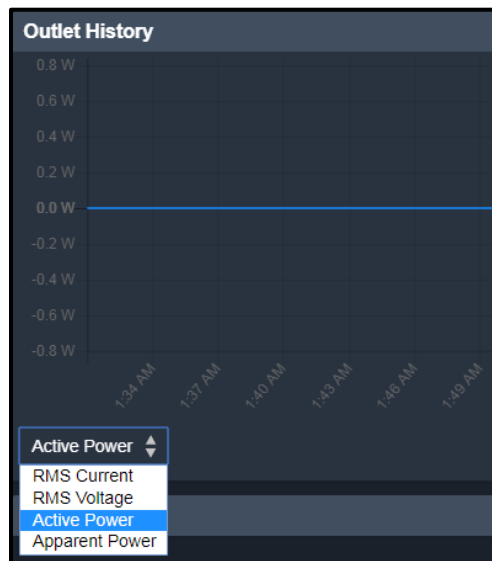 Outlet History
0.8 W
0.6 W
0.4 W
0.2 W
0.0 W
-0.2 W
-0.4 W
-0.6 W
-0.8 W
1:34 AM
1:37 AM
1:40 AM
1:43 AM
1:46 AM
1:49 AM
Active Power
RMS Current
RMS Voltage
Active Power
Apparent Power